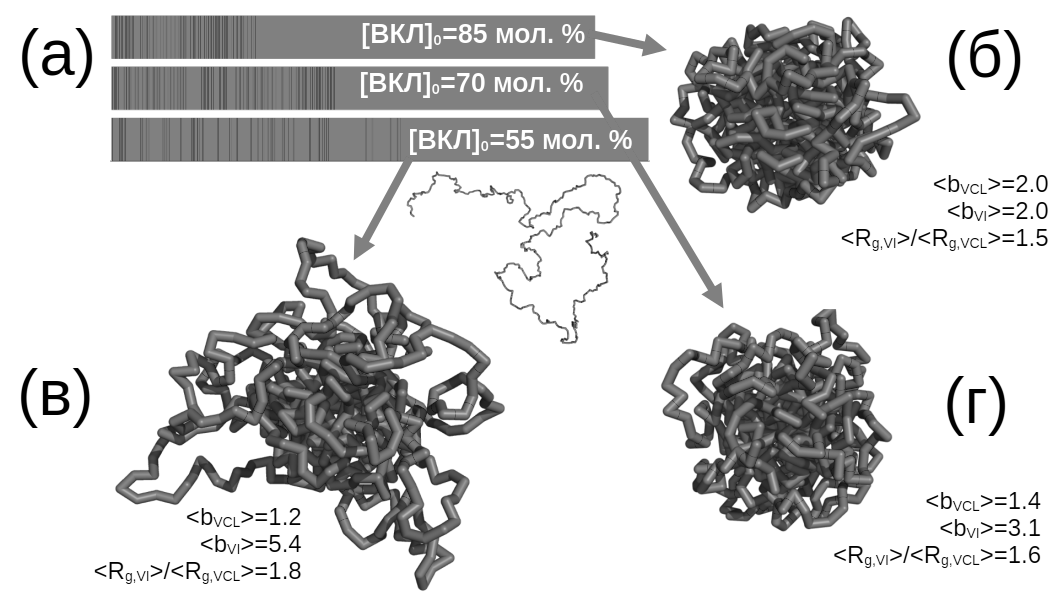 (а)
[ВКЛ]₀=85 мол. %
[ВКЛ]₀=70 мол. %
[ВКЛ]₀=55 мол. %
(б)
<b_VCL>=2.0
<b_VI>=2.0
<R_g,VI>/<R_g,VCL>=1.5
(в)
<b_VCL>=1.2
<b_VI>=5.4
<R_g,VI>/<R_g,VCL>=1.8
(г)
<b_VCL>=1.4
<b_VI>=3.1
<R_g,VI>/<R_g,VCL>=1.6